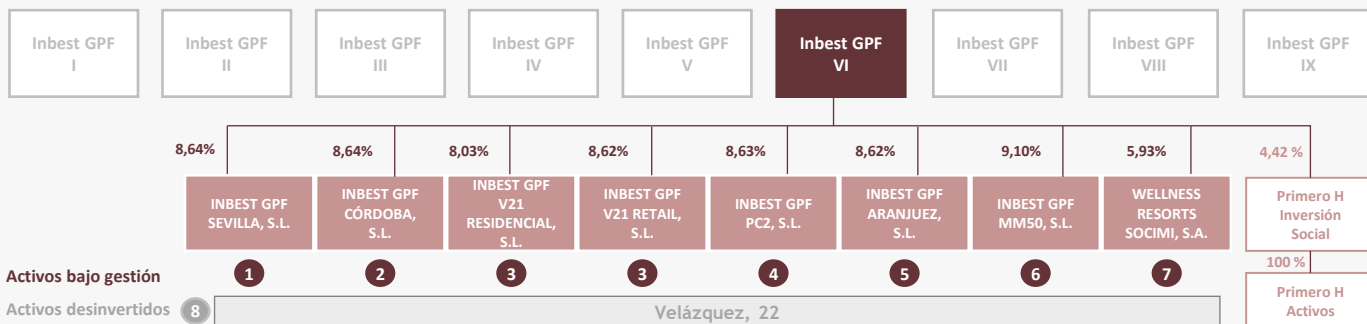 Inbest GPF
I
Inbest GPF
II
Inbest GPF
III
Inbest GPF
IV
Inbest GPF
V
Inbest GPF
VI
Inbest GPF
VII
Inbest GPF
VIII
Inbest GPF
IX
8,64%
8,64%
8,03%
8,62%
8,63%
8,62%
9,10%
5,93%
4,42 %
INBEST GPF
SEVILLA, S.L.
INBEST GPF
CÓRDOBA,
S.L.
INBEST GPF
V21
RESIDENCIAL,
S.L.
INBEST GPF
V21 RETAIL,
S.L.
INBEST GPF
PC2, S.L.
INBEST GPF
ARANJUEZ,
S.L.
INBEST GPF
MM50, S.L.
WELLNESS
RESORTS
SOCIMI, S.A.
Primero H
Inversión
Social
100 %
Activos bajo gestión
1
2
3
3
4
5
6
7
Primero H
Activos
Activos desinvertidos
8
Velázquez, 22